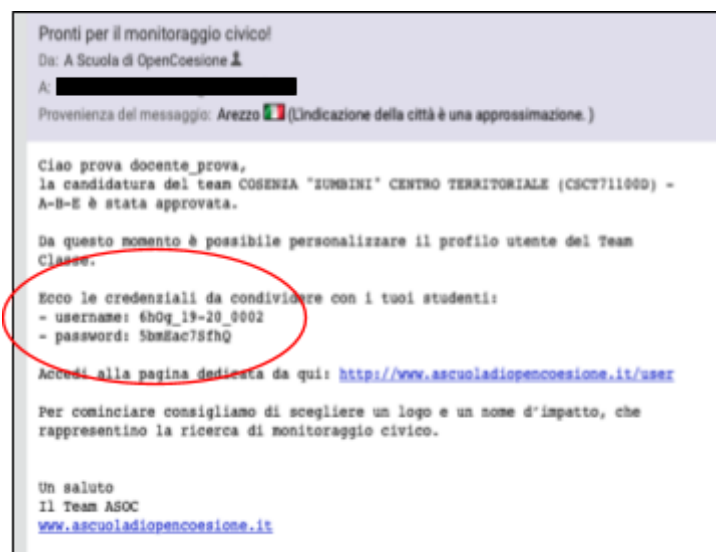 Pronti per il monitoraggio civico!
Da: A Scuola di OpenCoesione
A:
Provenienza del messaggio: Arezzo (L'indicazione della città è una approssimazione. )
Ciao prova docente_prova,
la candidatura del team COSENZA "ZUMBINI" CENTRO TERRITORIALE (CSCT71100D) -
A-B-E è stata approvata.
Da questo momento è possibile personalizzare il profilo utente del Team
Classe.
Ecco le credenziali da condividere con i tuoi studenti:
- username: 6hOg_19-20_0002
- password: 5bmEac7SfhQ
Accedi alla pagina dedicata da qui: http://www.ascuoladiopencoesione.it/user
Per cominciare consigliamo di scegliere un logo e un nome d'impatto, che
rappresentino la ricerca di monitoraggio civico.
Un saluto
Il Team ASOC
www.ascuoladiopencoesione.it